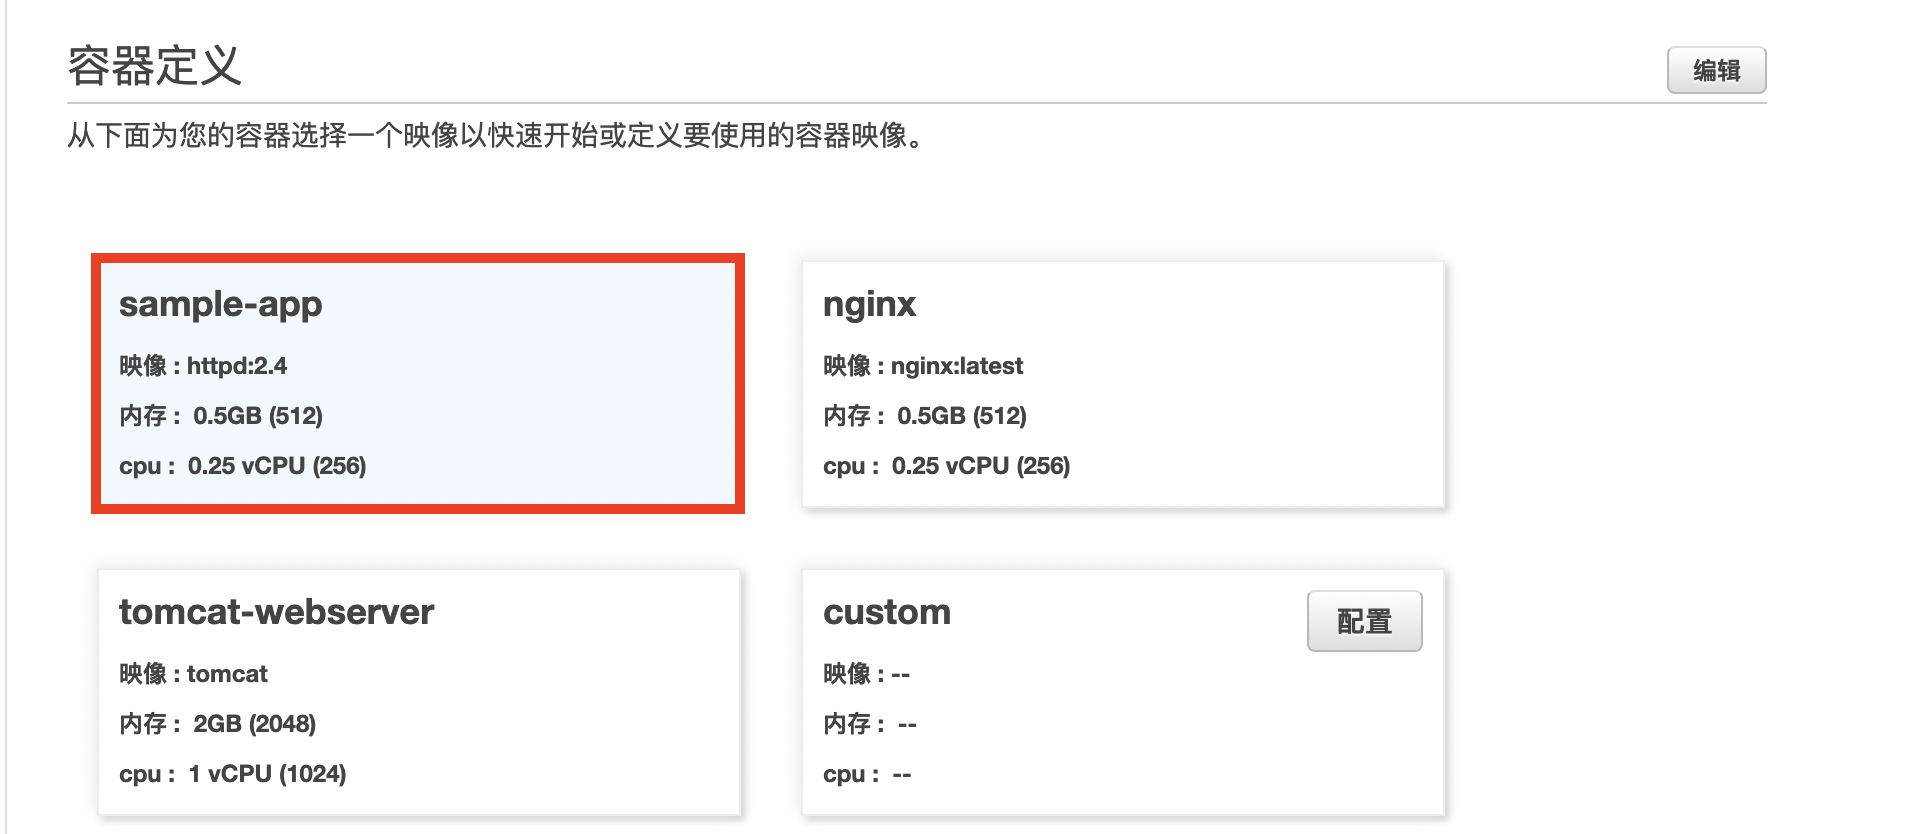 容器定义
编辑
从下面为您的容器选择一个映像以快速开始或定义要使用的容器映像。
sample-app
映像 : httpd:2.4
内存 : 0.5GB (512)
cpu : 0.25 vCPU (256)
nginx
映像 : nginx:latest
内存 : 0.5GB (512)
cpu : 0.25 vCPU (256)
tomcat-webserver
映像 : tomcat
内存 : 2GB (2048)
cpu : 1 vCPU (1024)
custom
配置
映像 : --
内存 : --
cpu : --